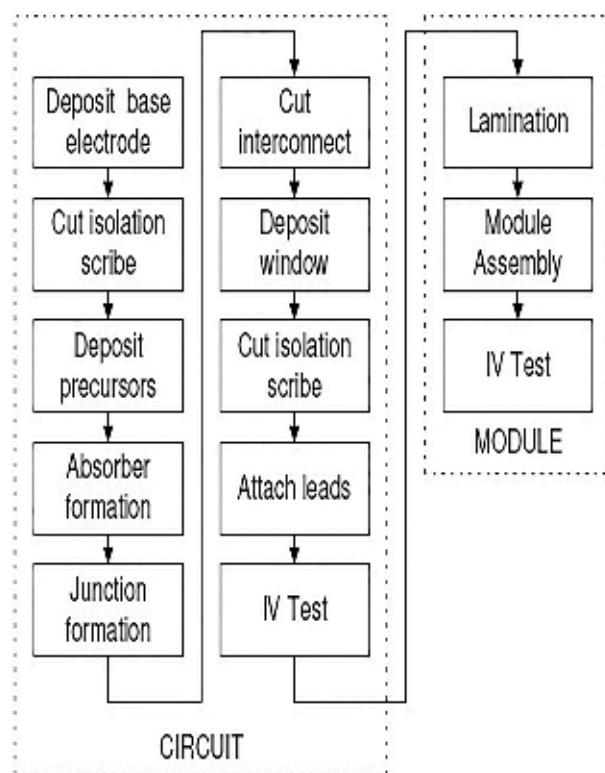 Deposit base
electrode
Cut isolation
scribe
Deposit
precursors
Absorber
formation
Junction
formation
Cut
interconnect
Deposit
window
Cut isolation
scribe
Attach leads
IV Test
CIRCUIT
Lamination
Module
Assembly
IV Test
MODULE